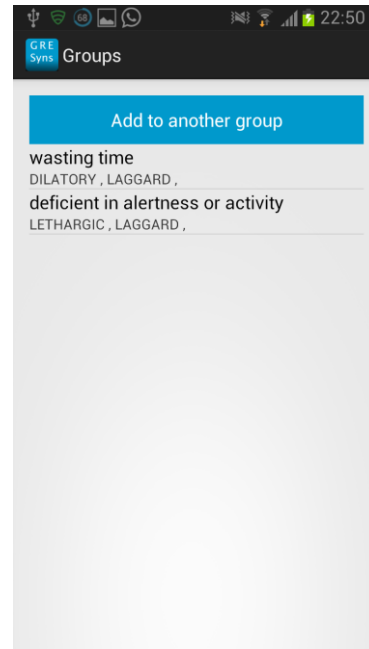 68
22:50
GRE
Syns
Groups
Add to another group
wasting time
DILATORY , LAGGARD ,
deficient in alertness or activity
LETHARGIC , LAGGARD ,